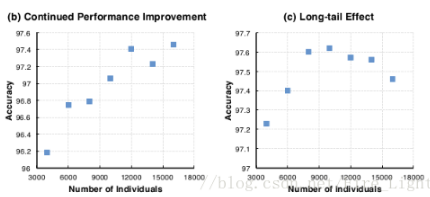 (b) Continued Performance Improvement
97.6
97.4
97.2
97
96.8
96.6
96.4
96.2
96
3000 6000 9000 12000 15000 18000
Accuracy
Number of Individuals
(c) Long-tail Effect
97.7
97.6
97.5
97.4
97.3
97.2
97.1
97
3000 6000 9000 12000 15000 18000
Accuracy
Number of Individuals